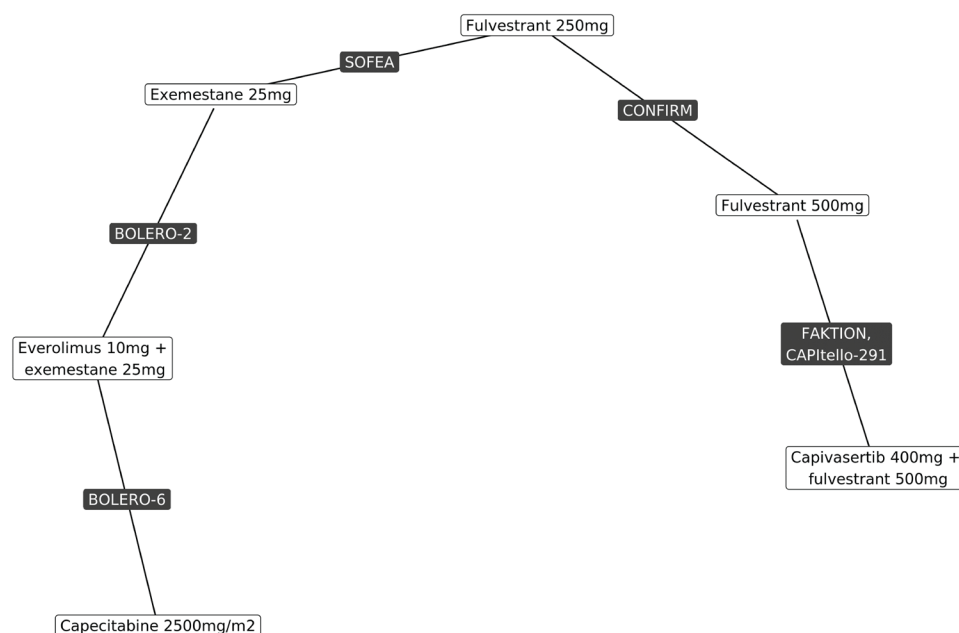 Fulvestrant 250mg
SOFEA
Exemestane 25mg
CONFIRM
Fulvestrant 500mg
BOLERO-2
FAKTION,
CAPItello-291
Everolimus 10mg +
exemestane 25mg
Capivasertib 400mg +
fulvestrant 500mg
BOLERO-6
Capecitabine 2500mg/m2